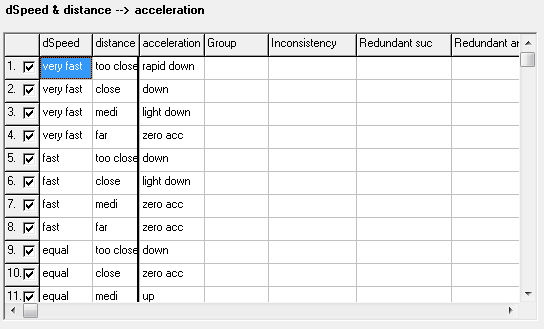 dSpeed & distance --> acceleration
dSpeed distance acceleration Group Inconsistency Redundant suc Redundant ar
1. very fast too close rapid down
2. very fast close down
3. very fast medi light down
4. very fast far zero acc
5. fast too close down
6. fast close light down
7. fast medi zero acc
8. fast far zero acc
9. equal too close down
10. equal close zero acc
11. equal medi up